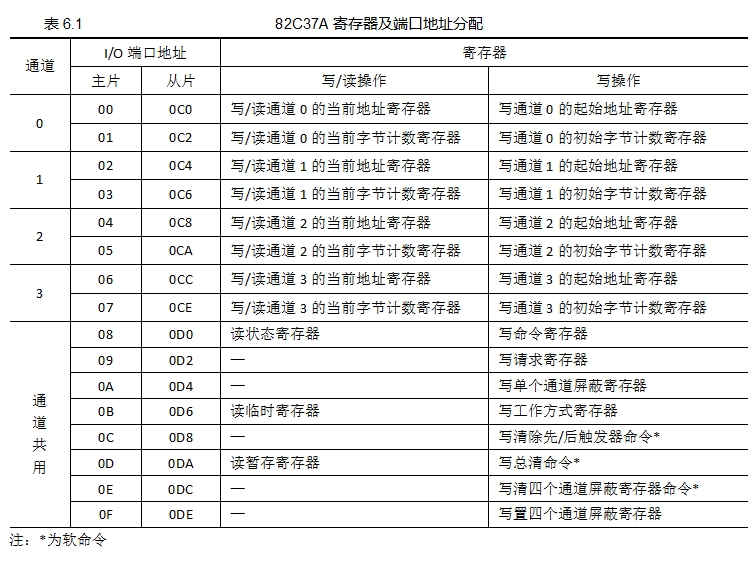 表 6.1 82C37A 寄存器及端口地址分配
通道 I/O 端口地址 寄存器
主片 从片 写/读操作 写操作
0 00 0C0 写/读通道 0 的当前地址寄存器 写通道 0 的起始地址寄存器
01 0C2 写/读通道 0 的当前字节计数寄存器 写通道 0 的初始字节计数寄存器
1 02 0C4 写/读通道 1 的当前地址寄存器 写通道 1 的起始地址寄存器
03 0C6 写/读通道 1 的当前字节计数寄存器 写通道 1 的初始字节计数寄存器
2 04 0C8 写/读通道 2 的当前地址寄存器 写通道 2 的起始地址寄存器
05 0CA 写/读通道 2 的当前字节计数寄存器 写通道 2 的初始字节计数寄存器
3 06 0CC 写/读通道 3 的当前地址寄存器 写通道 3 的起始地址寄存器
07 0CE 写/读通道 3 的当前字节计数寄存器 写通道 3 的初始字节计数寄存器
通道共用 08 0D0 读状态寄存器 写命令寄存器
09 0D2 — 写请求寄存器
0A 0D4 — 写单个通道屏蔽寄存器
0B 0D6 读临时寄存器 写工作方式寄存器
0C 0D8 — 写清除先/后触发器命令*
0D 0DA 读暂存寄存器 写总清命令*
0E 0DC — 写清四个通道屏蔽寄存器命令*
0F 0DE — 写置四个通道屏蔽寄存器
注：*为软命令